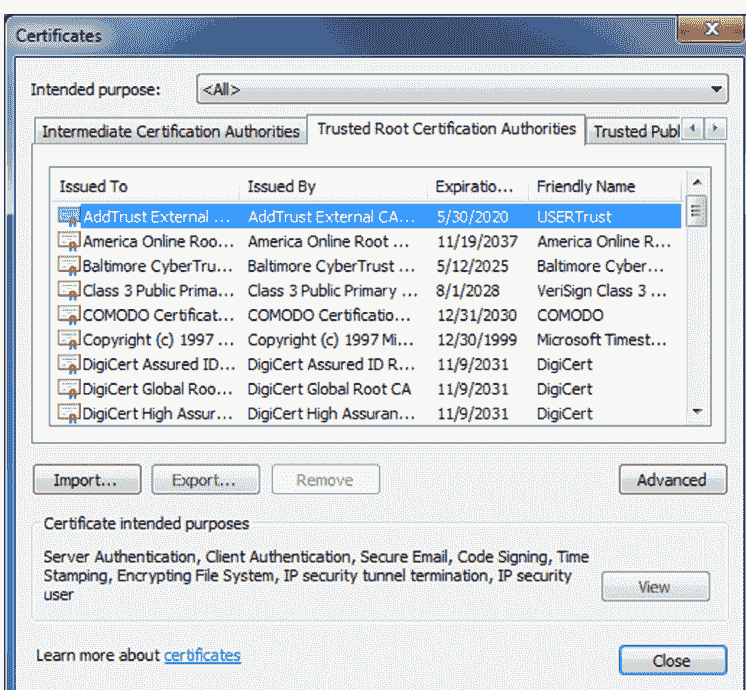 Certificates
Intended purpose: <All>
Intermediate Certification Authorities Trusted Root Certification Authorities Trusted Publ
Issued To Issued By Expiratio... Friendly Name
AddTrust External ... AddTrust External CA... 5/30/2020 USERTrust
America Online Roo... America Online Root ... 11/19/2037 America Online R...
Baltimore CyberTru... Baltimore CyberTrust ... 5/12/2025 Baltimore Cyber...
Class 3 Public Prima... Class 3 Public Primary ... 8/1/2028 VeriSign Class 3 ...
COMODO Certificat... COMODO Certificatio... 12/31/2030 COMODO
Copyright (c) 1997 ... Copyright (c) 1997 Mi... 12/30/1999 Microsoft Timest...
DigiCert Assured ID... DigiCert Assured ID R... 11/9/2031 DigiCert
DigiCert Global Roo... DigiCert Global Root CA 11/9/2031 DigiCert
DigiCert High Assur... DigiCert High Assuran... 11/9/2031 DigiCert
Import... Export... Remove Advanced
Certificate intended purposes
Server Authentication, Client Authentication, Secure Email, Code Signing, Time
Stamping, Encrypting File System, IP security tunnel termination, IP security
user
View
Learn more about certificates
Close